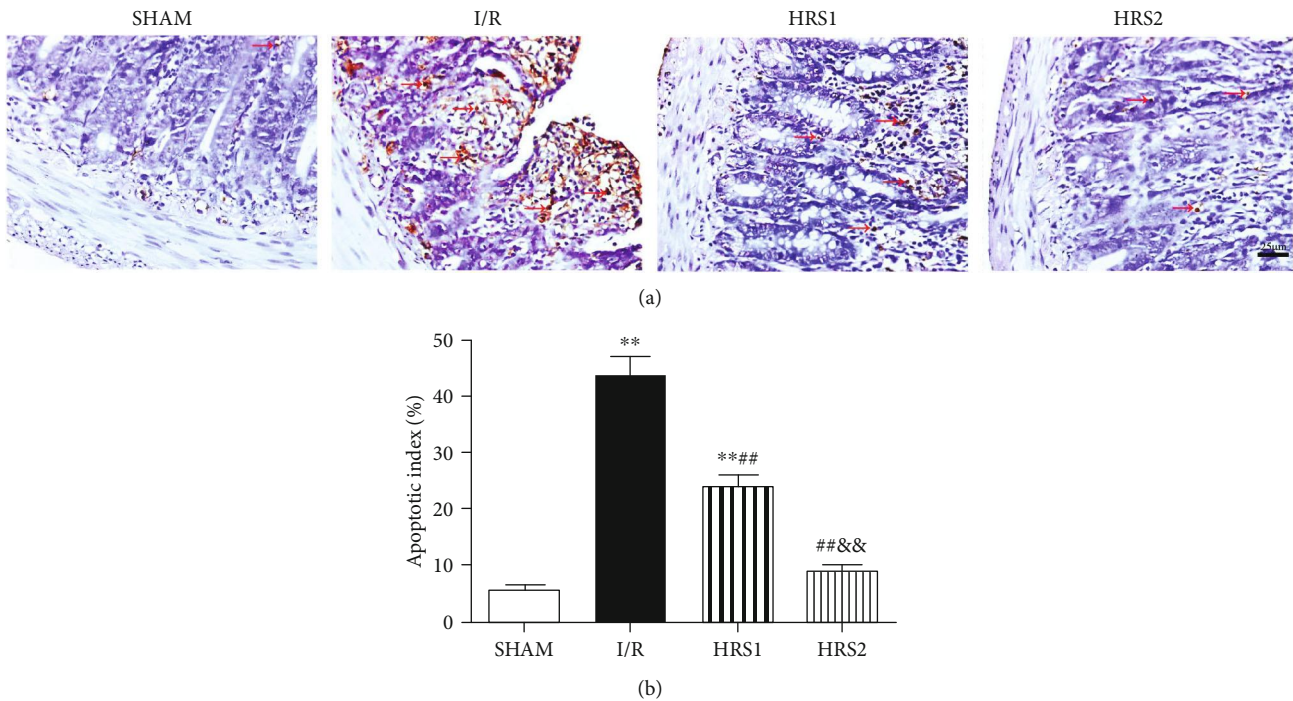 SHAM
I/R
HRS1
HRS2
25μm
(a)
Apoptotic index (%)
50
40
30
20
10
0
**
**##
##&&
SHAM
I/R
HRS1
HRS2
(b)